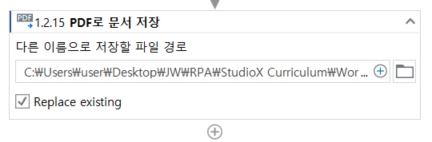 PDF 1.2.15 PDF로 문서 저장
다른 이름으로 저장할 파일 경로
C:₩Users₩user₩Desktop₩JW₩RPA₩StudioX Curriculum₩Wor ...
Replace existing